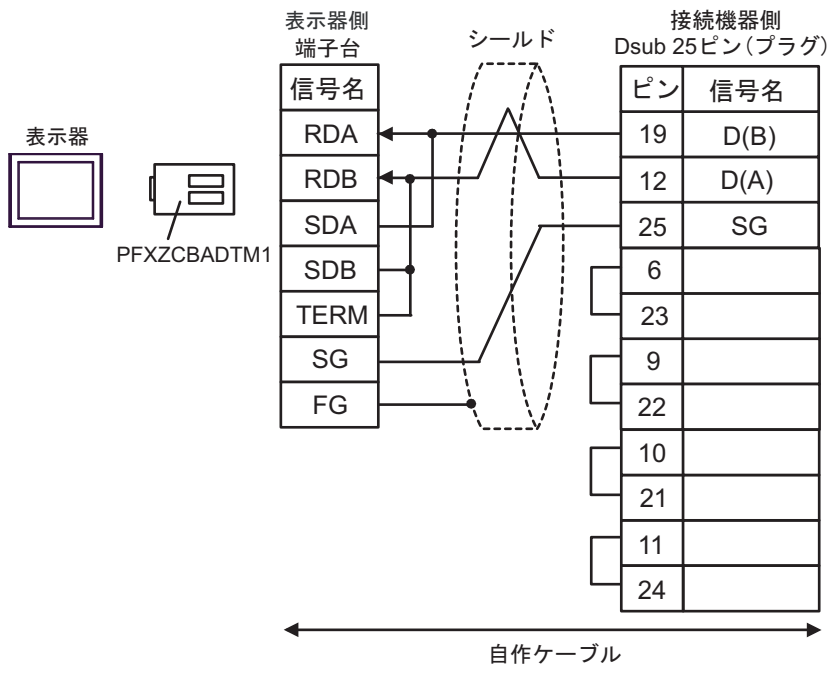 表示器側
端子台
シールド
接続機器側
Dsub 25ピン(プラグ)
表示器
PFXZCBADTM1
信号名
RDA
RDB
SDA
SDB
TERM
SG
FG
ピン 信号名
19 D(B)
12 D(A)
25 SG
6
23
9
22
10
21
11
24
自作ケーブル